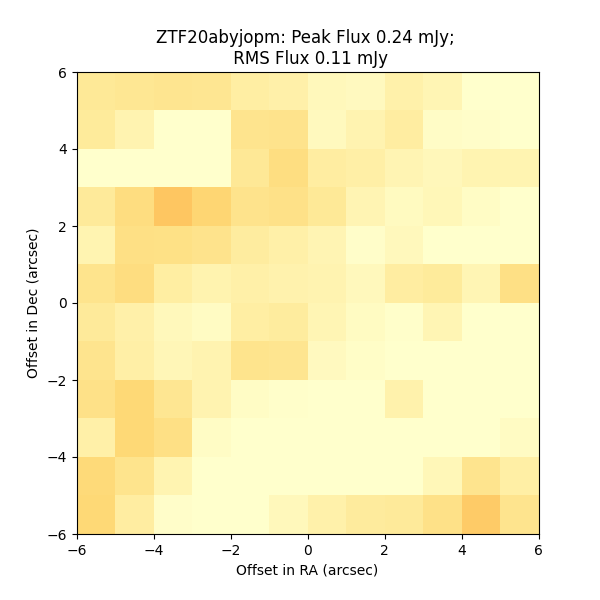 ZTF20abyjopm: Peak Flux 0.24 mJy;
RMS Flux 0.11 mJy
6
4
2
0
−2
−4
−6
Offset in Dec (arcsec)
−6 −4 −2 0 2 4 6
Offset in RA (arcsec)